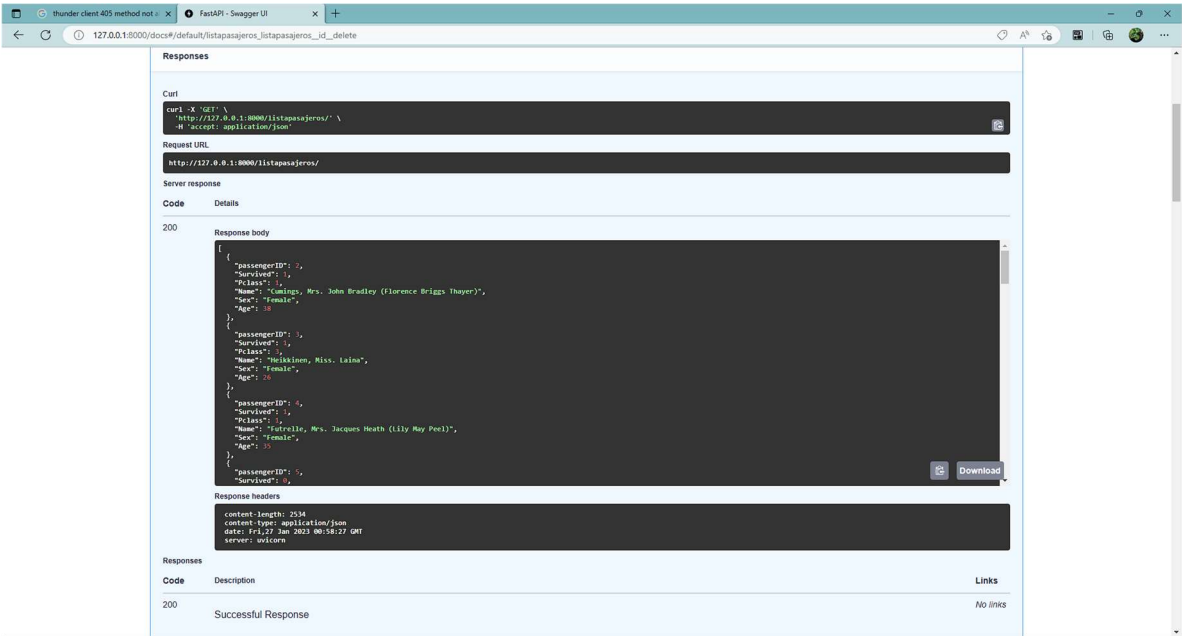 thunder client 405 method not a
FastAPI - Swagger UI
127.0.0.1:8000/docs#/default/listapasajeros_listapasajeros__id__delete
Responses
Curl
curl -X 'GET' \
'http://127.0.0.1:8000/listapasajeros/' \
-H 'accept: application/json'
Request URL
http://127.0.0.1:8000/listapasajeros/
Server response
Code Details
200
Response body
[
{
"passengerID": 2,
"Survived": 1,
"Pclass": 1,
"Name": "Cumings, Mrs. John Bradley (Florence Briggs Thayer)",
"Sex": "Female",
"Age": 38
},
{
"passengerID": 3,
"Survived": 1,
"Pclass": 3,
"Name": "Heikkinen, Miss. Laina",
"Sex": "Female",
"Age": 26
},
{
"passengerID": 4,
"Survived": 1,
"Pclass": 1,
"Name": "Futrelle, Mrs. Jacques Heath (Lily May Peel)",
"Sex": "Female",
"Age": 35
},
{
"passengerID": 5,
"Survived": 0,
Download
Response headers
content-length: 2534
content-type: application/json
date: Fri,27 Jan 2023 00:58:27 GMT
server: uvicorn
Responses
Code Description Links
200 Successful Response No links